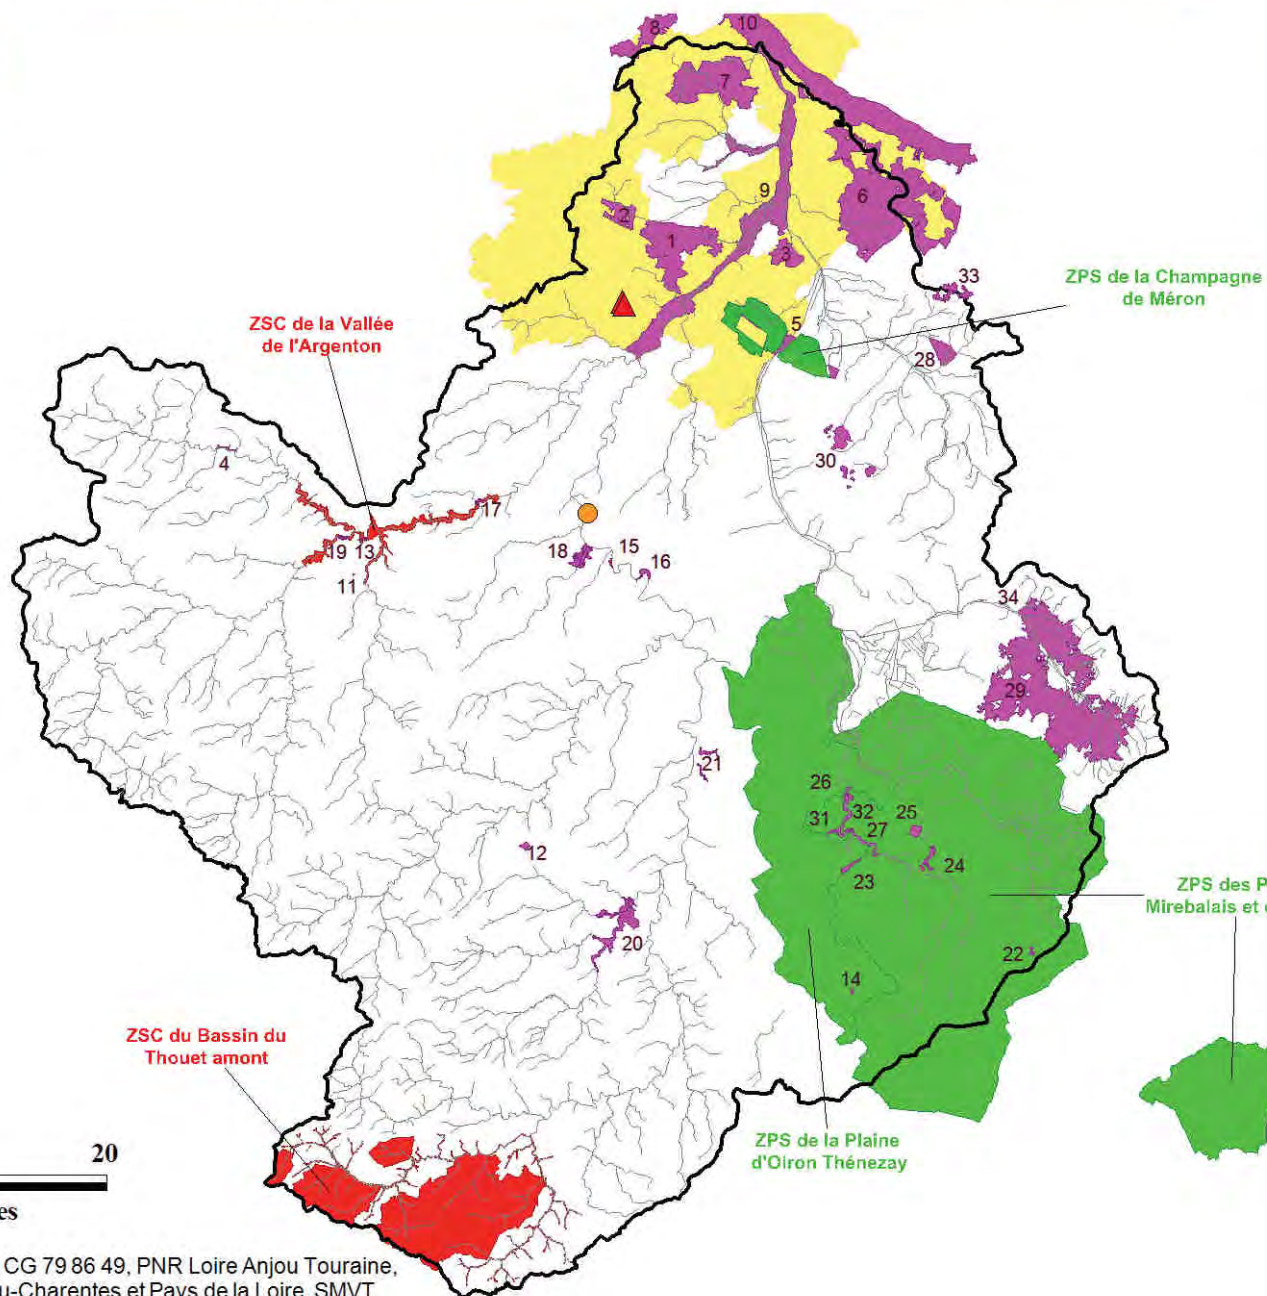 8
10
7
9
2
6
1
3
33
ZPS de la Champagne
de Méron
ZSC de la Vallée
de l'Argenton
5
28
4
30
17
19
13
18
15
16
11
34
29
21
26
32
25
31
27
12
24
23
ZPS des P
Mirebalais et
20
22
14
ZSC du Bassin du
Thouet amont
ZPS de la Plaine
d'Oiron Thénezay
20
es
CG 79 86 49, PNR Loire Anjou Touraine,
u-Charentes et Pays de la Loire, SMVT